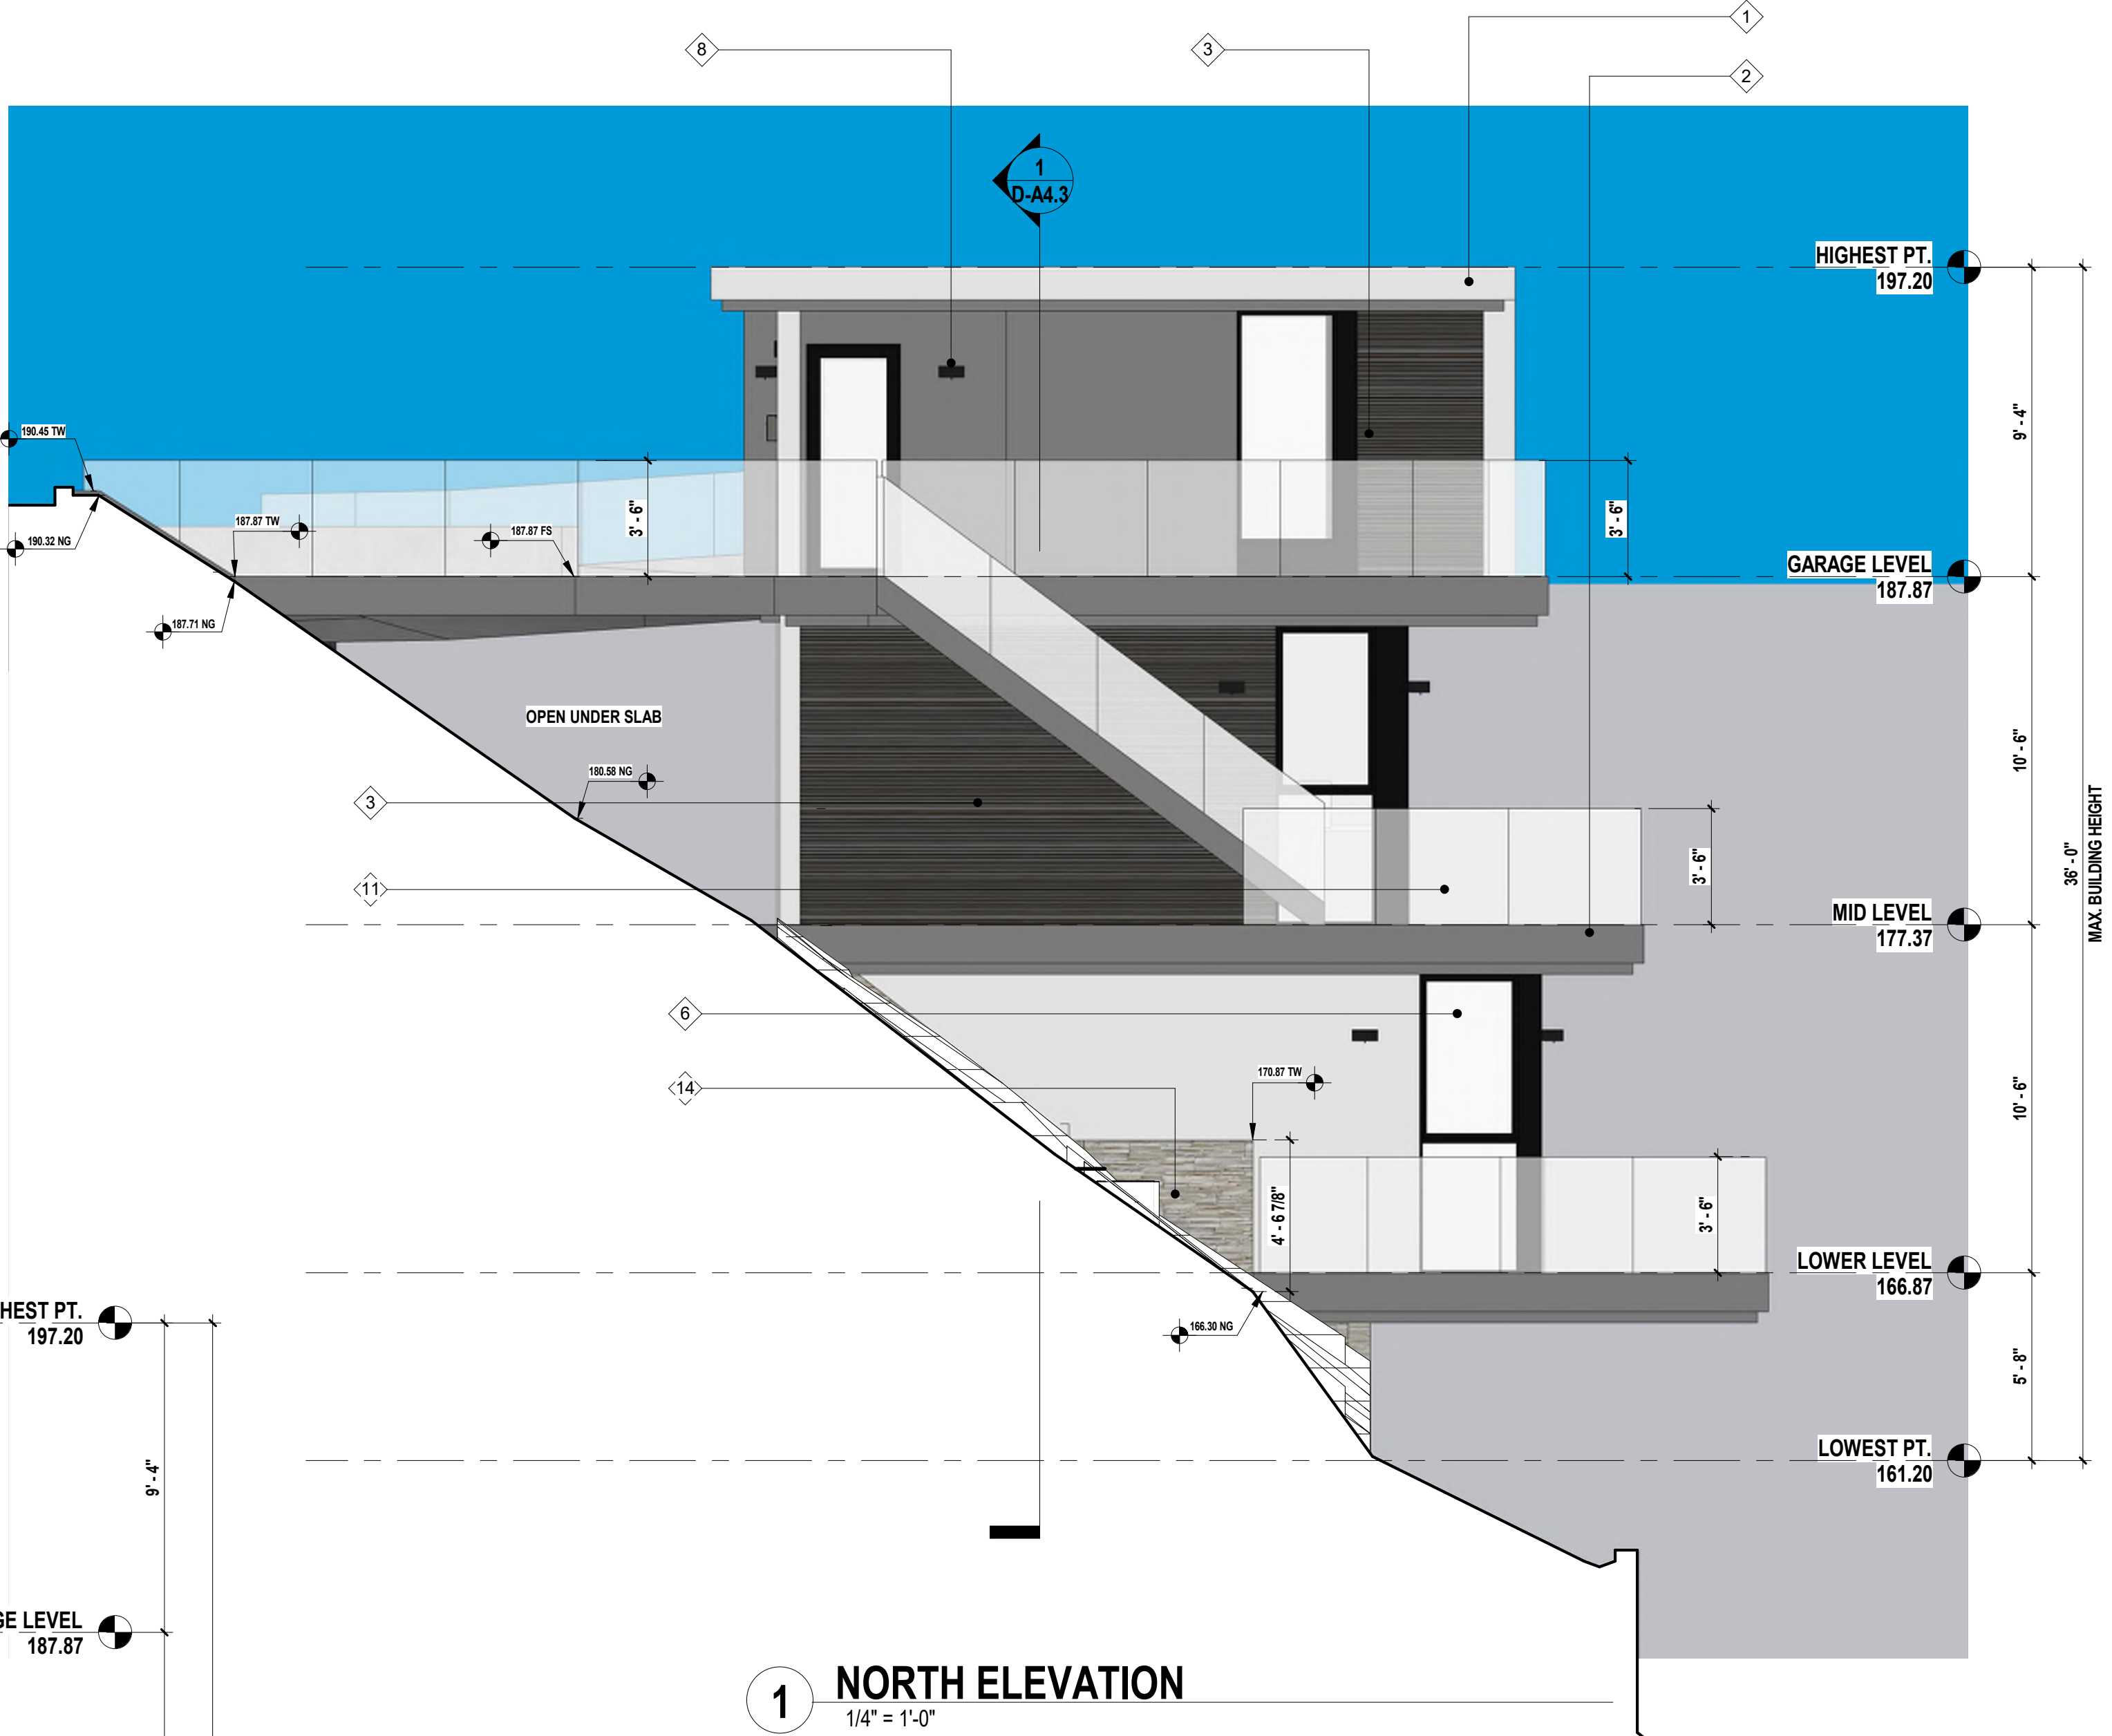 1
8
3
2
1
D-A4.3
HIGHEST PT.
197.20
190.45 TW
9' - 4"
3' - 6"
3' - 6"
187.87 TW
187.87 FS
190.32 NG
GARAGE LEVEL
187.87
187.71 NG
OPEN UNDER SLAB
10' - 6"
180.58 NG
3
11
3' - 6"
36' - 0"
MAX. BUILDING HEIGHT
MID LEVEL
177.37
6
170.87 TW
14
10' - 6"
4' - 6 7/8"
3' - 6"
LOWER LEVEL
166.87
166.30 NG
HEST PT.
197.20
5' - 8"
LOWEST PT.
161.20
9' - 4"
GE LEVEL
187.87
1
NORTH ELEVATION
1/4" = 1'-0"